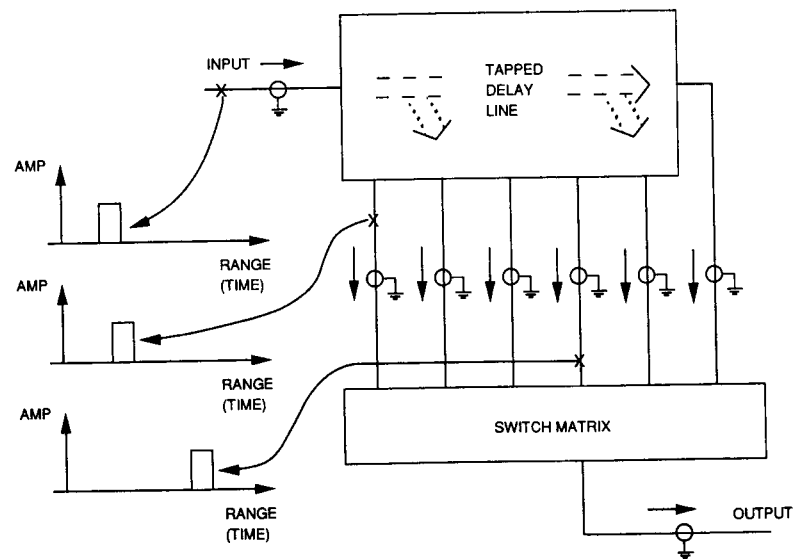 INPUT
TAPPED
DELAY
LINE
AMP
RANGE
(TIME)
AMP
RANGE
(TIME)
AMP
RANGE
(TIME)
SWITCH MATRIX
OUTPUT